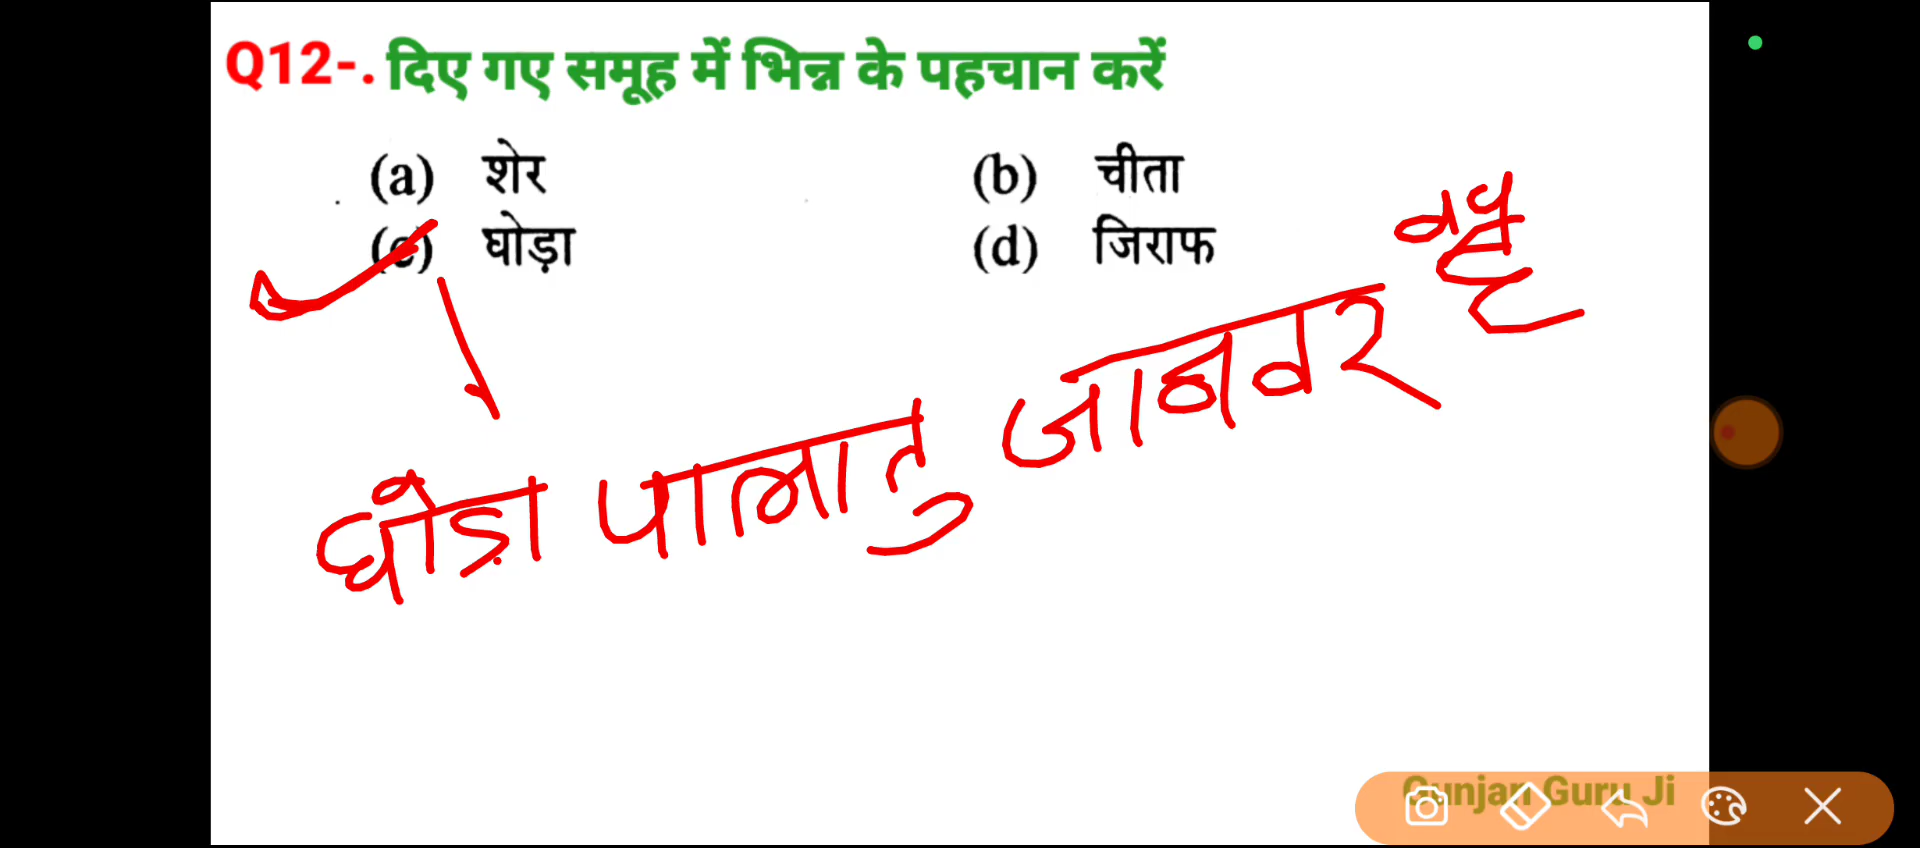 Q12-. दिए गए समूह में भिन्न के पहचान करें
(a) शेर (b) चीता
(c) घोड़ा (d) जिराफ
घोड़ा पालातु जानवर
Gunjan Guru Ji